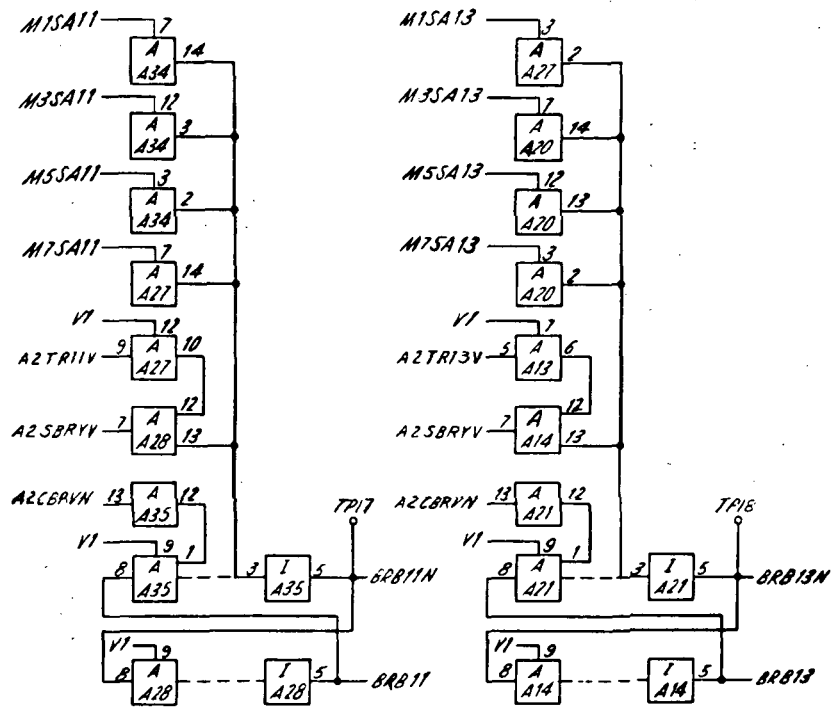 M1SA11
7
A
A34
14
M3SA11
12
A
A34
3
M5SA11
3
A
A34
2
M7SA11
7
A
A27
14
V1
12
A2TR11V
9
A
A27
10
A2SBRYV
7
A
A28
12
13
A2CBRVN
13
A
A35
12
V1
9
8
A
A35
1
3
I
A35
5
TP17
BRB11N
V1
9
8
A
A28
I
A28
5
BRB11
M1SA13
3
A
A27
2
M3SA13
7
A
A20
14
M5SA13
12
A
A20
13
M7SA13
3
A
A20
2
V1
7
A2TR13V
5
A
A13
6
A2SBRYV
7
A
A14
12
13
A2CBRVN
13
A
A21
12
V1
9
8
A
A21
1
3
I
A21
5
TP18
BRB13N
V1
9
8
A
A14
I
A14
5
BRB13